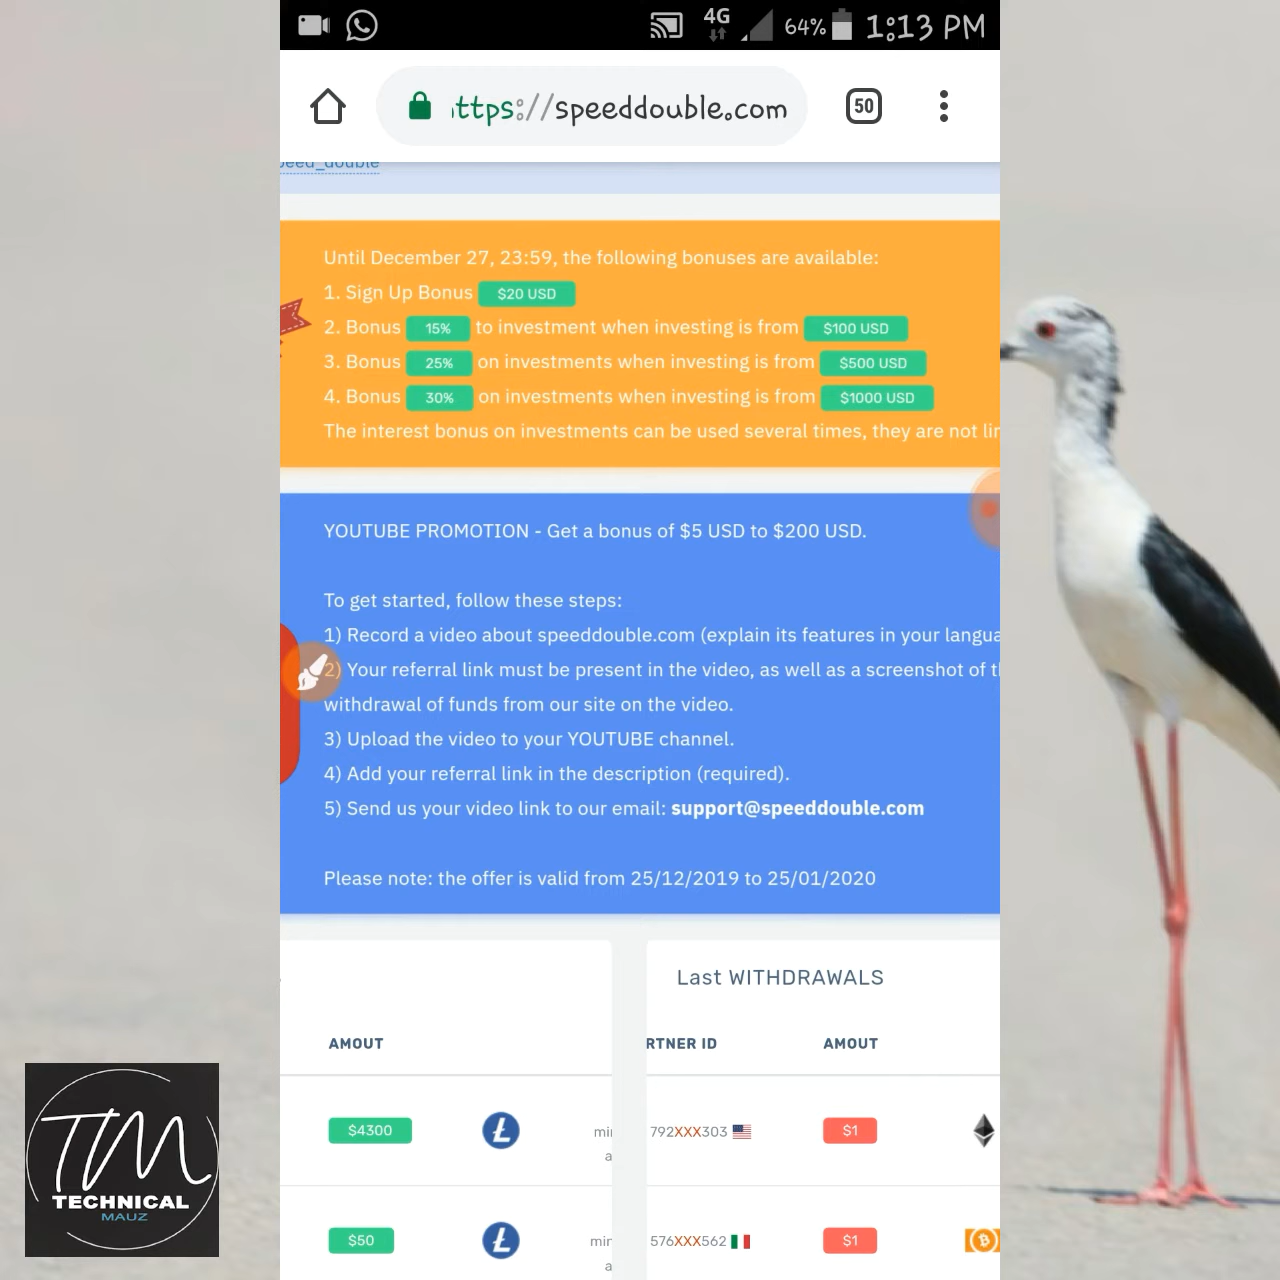 4G
64%
1:13 PM
ttps://speeddouble.com
50
peed_double
Until December 27, 23:59, the following bonuses are available:
1. Sign Up Bonus $20 USD
2. Bonus 15% to investment when investing is from $100 USD
3. Bonus 25% on investments when investing is from $500 USD
4. Bonus 30% on investments when investing is from $1000 USD
The interest bonus on investments can be used several times, they are not
YOUTUBE PROMOTION - Get a bonus of $5 USD to $200 USD.
To get started, follow these steps:
1) Record a video about speeddouble.com (explain its features in your
2) Your referral link must be present in the video, as well as a screenshot of
withdrawal of funds from our site on the video.
3) Upload the video to your YOUTUBE channel.
4) Add your referral link in the description (required).
5) Send us your video link to our email: support@speeddouble.com
Please note: the offer is valid from 25/12/2019 to 25/01/2020
Last WITHDRAWALS
AMOUT
RTNER ID AMOUT
$4300
792XXX303 $1
$50
576XXX562 $1
TM
TECHNICAL
MAUZ